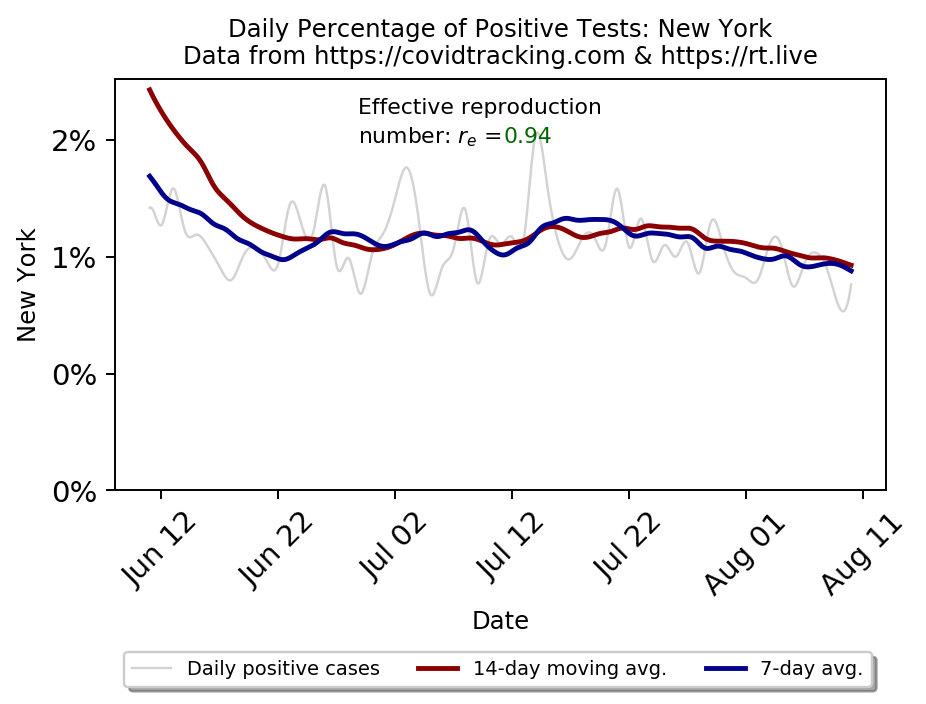 Daily Percentage of Positive Tests: New York
Data from https://covidtracking.com & https://rt.live
Effective reproduction
number: rₑ =0.94
2%
1%
0%
0%
New York
Jun 12
Jun 22
Jul 02
Jul 12
Jul 22
Aug 01
Aug 11
Date
Daily positive cases
14-day moving avg.
7-day avg.